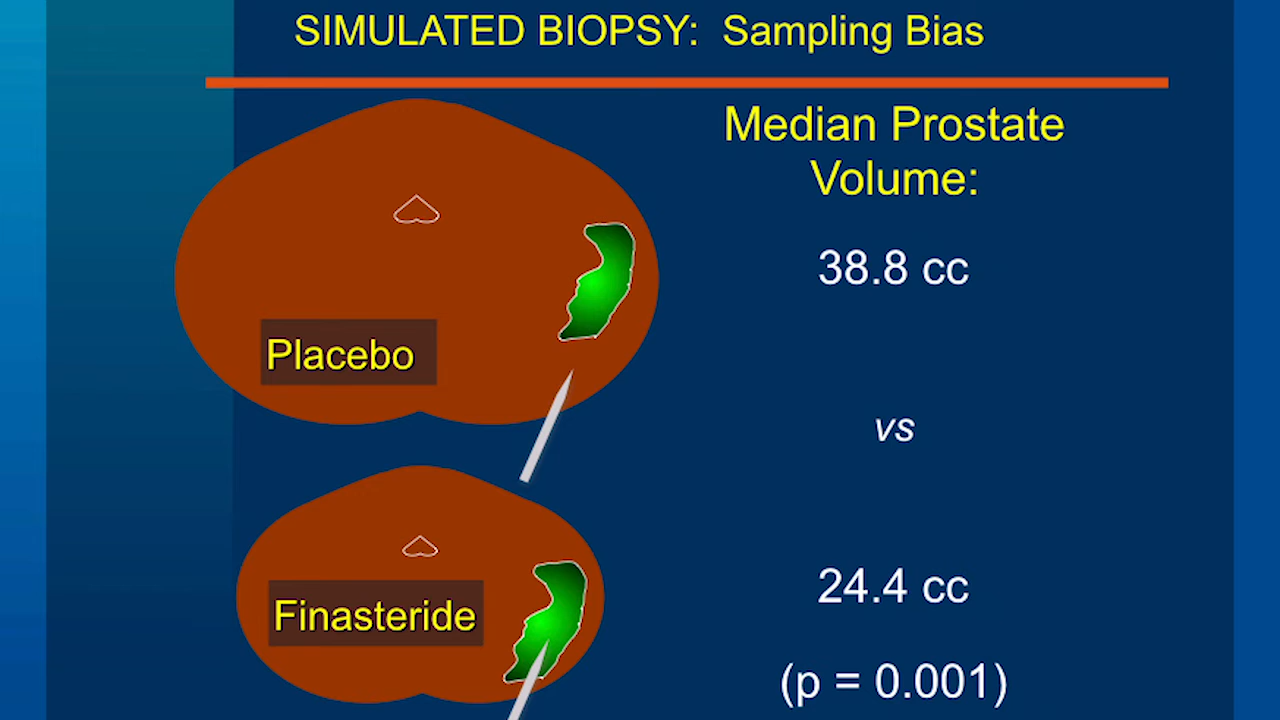 SIMULATED BIOPSY: Sampling Bias
Median Prostate
Volume:
38.8 cc
Placebo
vs
24.4 cc
Finasteride
(p = 0.001)